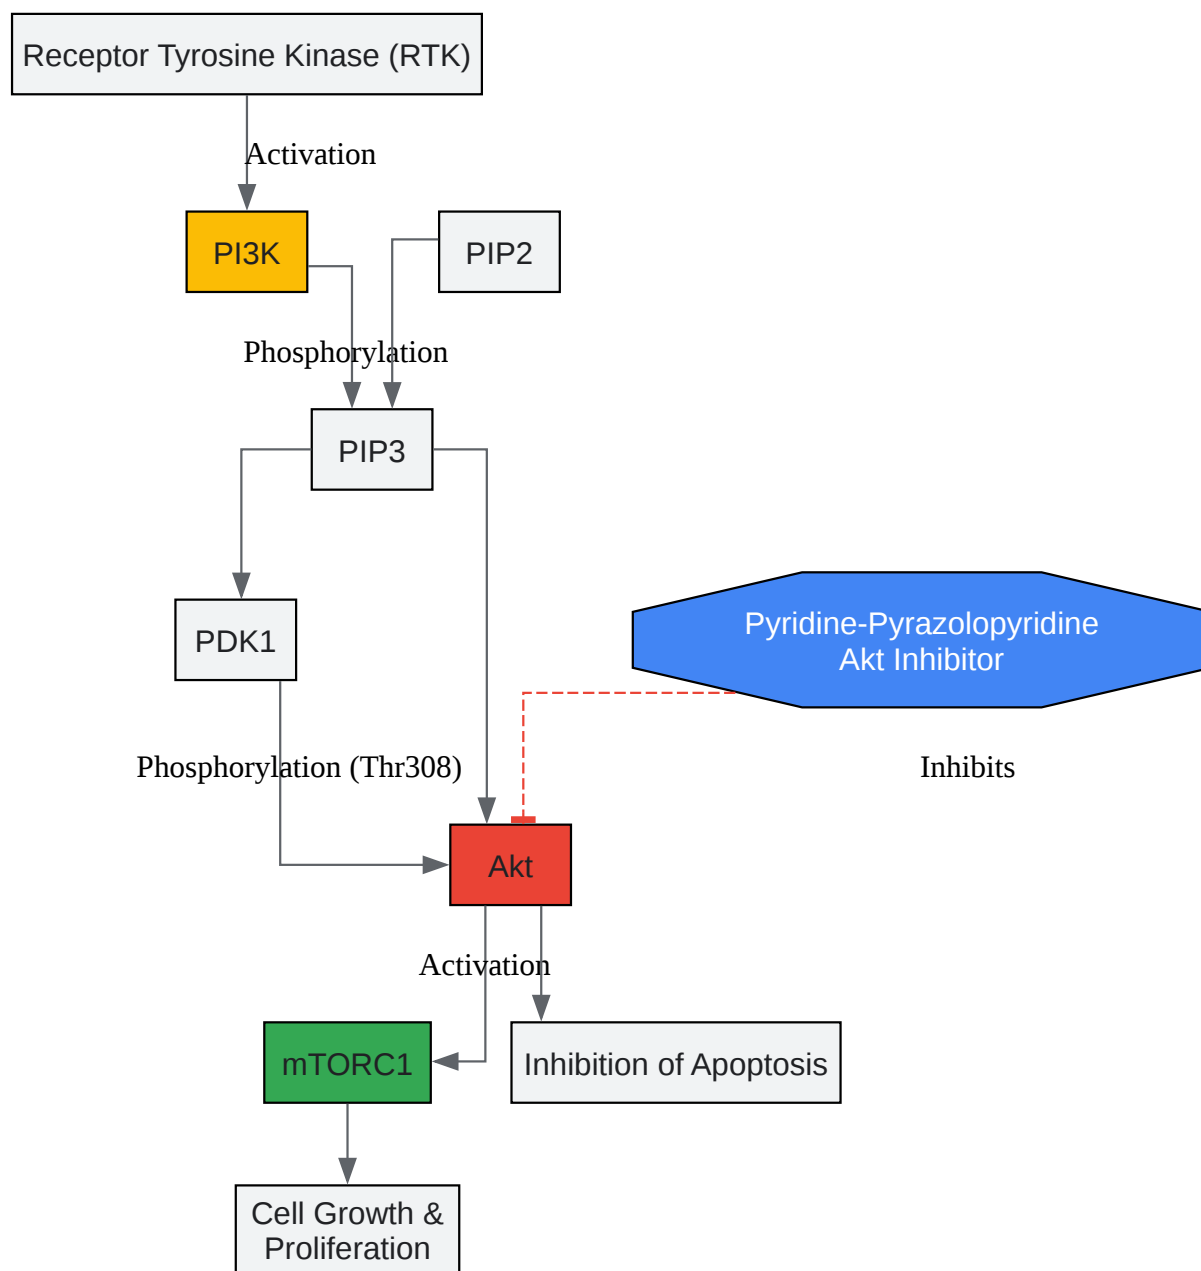 Receptor Tyrosine Kinase (RTK)
Activation
PI3K
PIP2
Phosphorylation
PIP3
Pyridine-Pyrazolopyridine
Akt Inhibitor
PDK1
Phosphorylation (Thr308)
Inhibits
Akt
Activation
mTORC1
Inhibition of Apoptosis
Cell Growth &
Proliferation